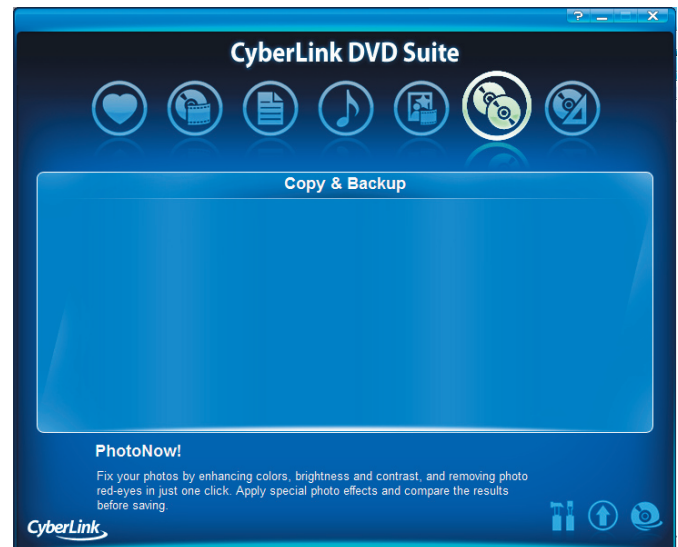 CyberLink DVD Suite
Copy & Backup
PhotoNow!
Fix your photos by enhancing colors, brightness and contrast, and removing photo
red-eyes in just one click. Apply special photo effects and compare the results
before saving.
CyberLink